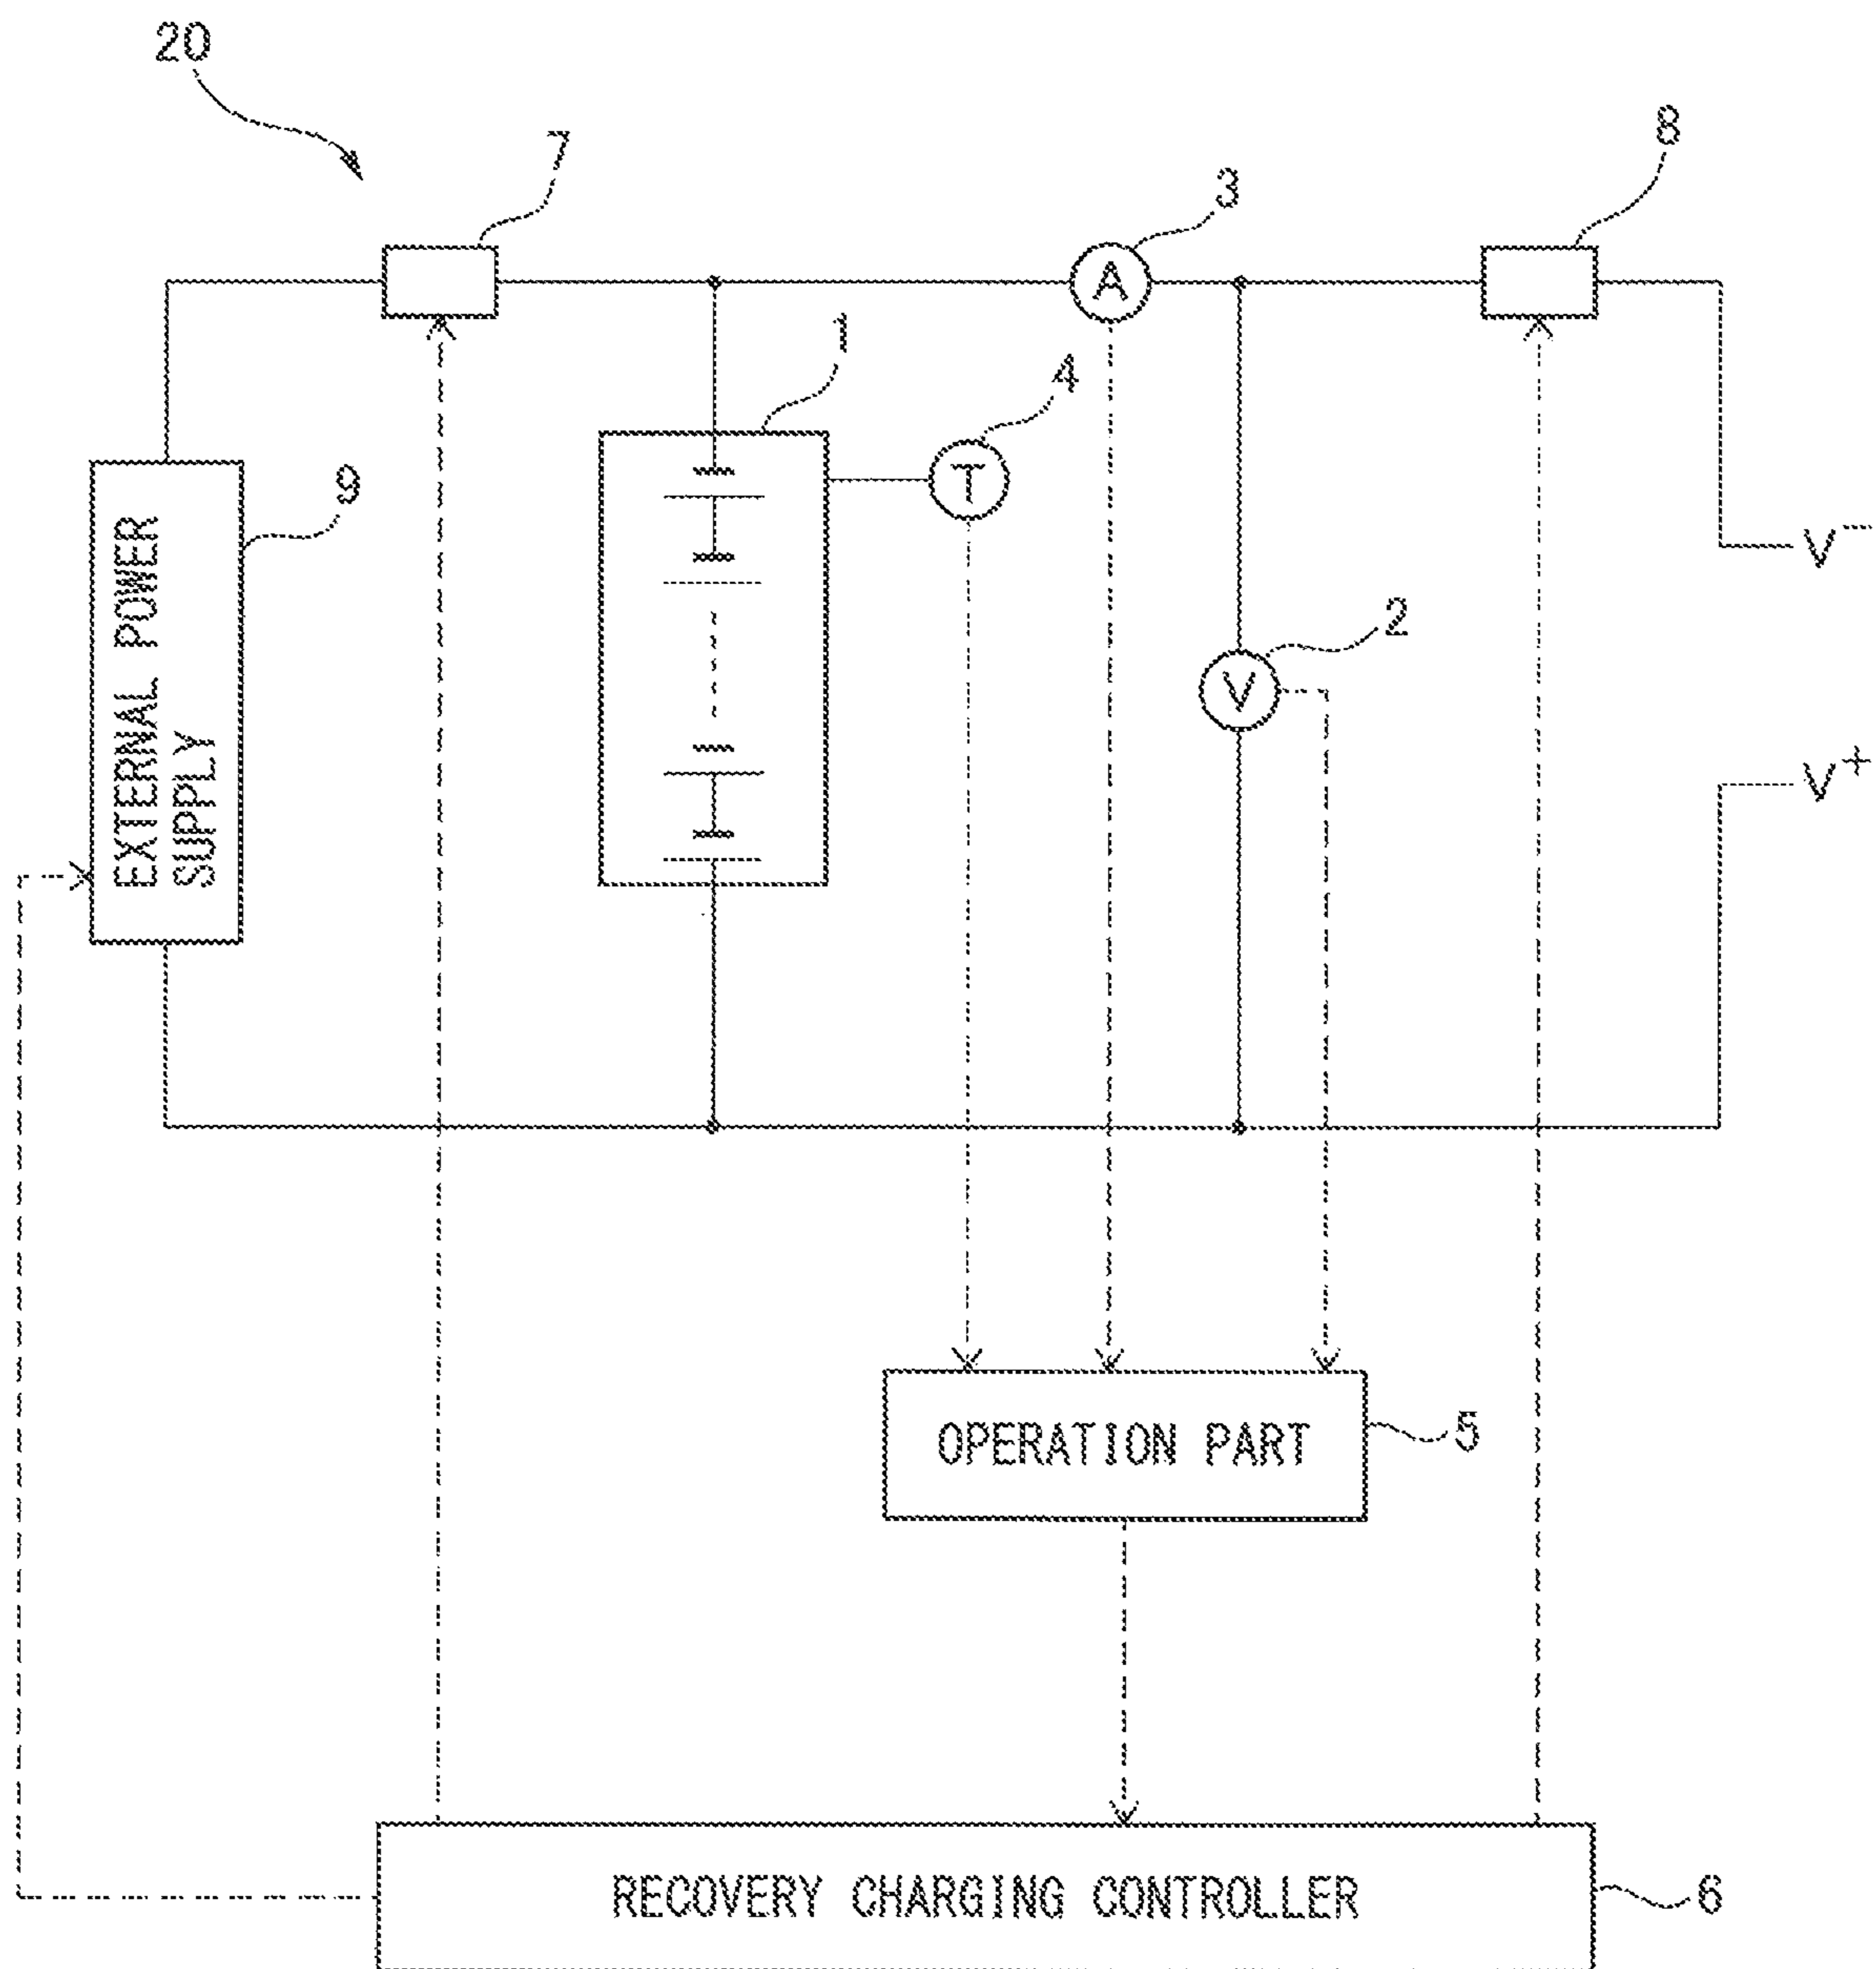 20
7
8
3
A
1
4
T
9
EXTERNAL POWER
SUPPLY
V-
2
V
V+
OPERATION PART
5
RECOVERY CHARGING CONTROLLER
6